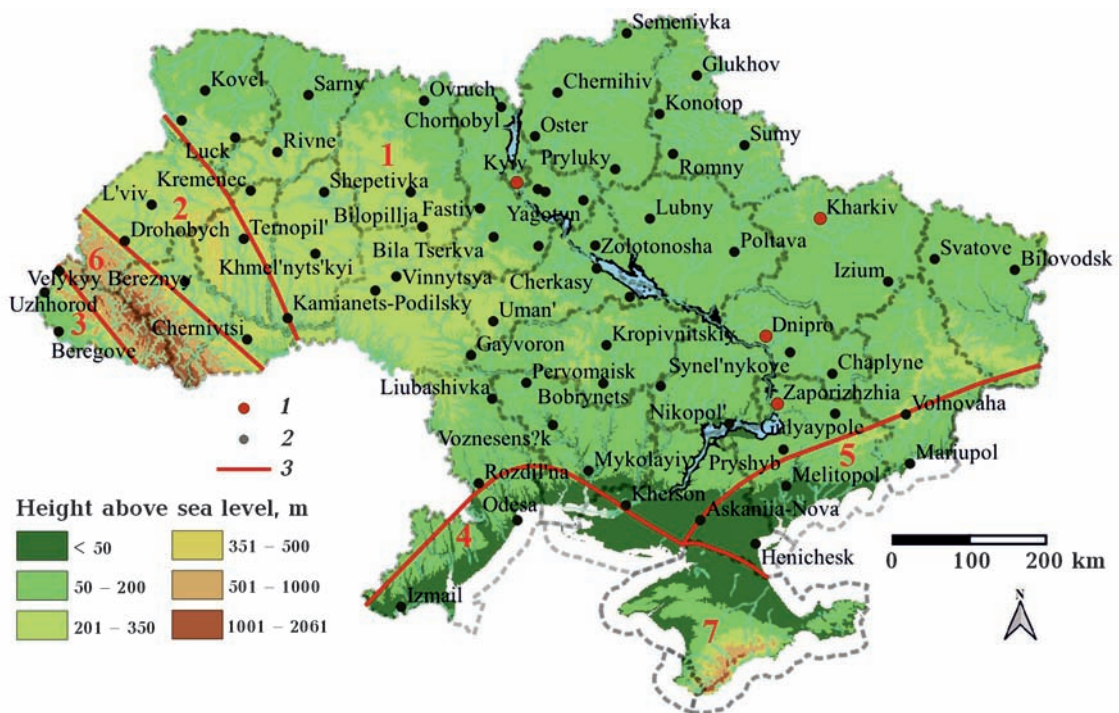 Semenivka
Glukhov
Kovel
Sarny
Ovruch
Chernihiv
Chornobyl
Konotop
Oster
Sumy
Luck
Rivne
1
Kyiv
Pryluky
Romny
Kremenec
Shepetivka
L'viv
2
Bilopillja
Fastiv
Yagotyn
Lubny
Kharkiv
Drohobych
Ternopil'
Bila Tserkva
Zolotonosha
Poltava
Svatove
6
Khmel'nyts'kyi
Bilovodsk
Velykyy Bereznyy
Vinnytsya
Cherkasy
Izium
Uzhhorod
Kamianets-Podilsky
3
Chernivtsi
Uman'
Kropivnitskiy
Dnipro
Beregove
Gayvoron
Synel'nykove
Chaplyne
Liubashivka
Pervomaisk
Bobrynets
Zaporizhzhia
Nikopol'
Volnovaha
Gulyaypole
Voznesens?k
Pryshyb
5
Mariupol
Mykolayiv
Rozdil'na
Melitopol
Odesa
Kherson
Askanija-Nova
4
Henichesk
Izmail
7
1
2
3
Height above sea level, m
< 50
351 – 500
50 – 200
501 – 1000
201 – 350
1001 – 2061
0 100 200 km
N